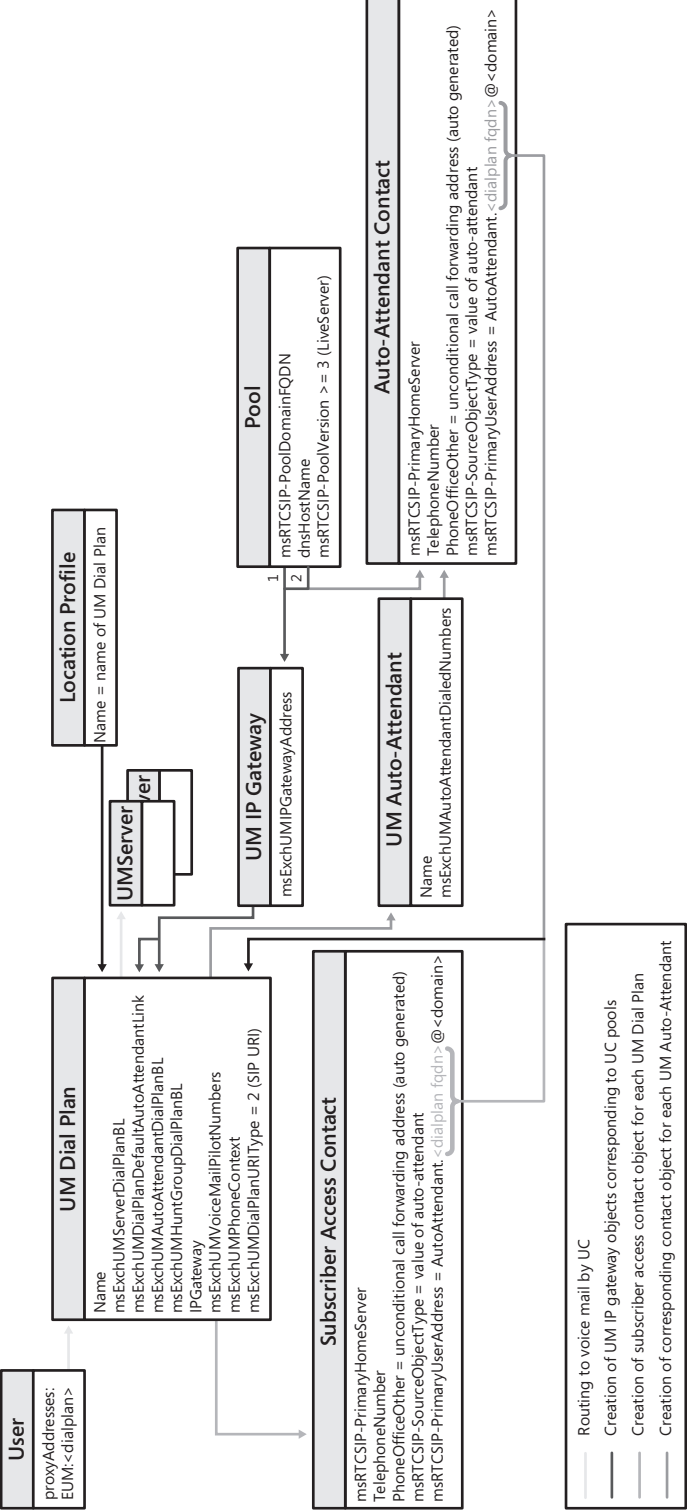 User
proxyAddresses:
EUM:<dialplan>
UM Dial Plan
Name
msExchUMServerDialPlanBL
msExchUMDialPlanDefaultAutoAttendantLink
msExchUMAutoAttendantDialPlanBL
msExchUMHuntGroupDialPlanBL
IPGateway
msExchUMVoiceMailPilotNumbers
msExchUMPhoneContext
msExchUMDialPlanURIType = 2 (SIP URI)
Location Profile
Name = name of UM Dial Plan
UMServer
ver
UM IP Gateway
msExchUMIPGatewayAddress
Pool
msRTCSIP-PoolDomainFQDN
dnsHostName
msRTCSIP-PoolVersion >= 3 (LiveServer)
1
2
UM Auto-Attendant
Name
msExchUMAutoAttendantDialedNumbers
Auto-Attendant Contact
msRTCSIP-PrimaryHomeServer
TelephoneNumber
PhoneOfficeOther = unconditional call forwarding address (auto generated)
msRTCSIP-SourceObjectType = value of auto-attendant
msRTCSIP-PrimaryUserAddress = AutoAttendant.<dialplan fqdn>@<domain>
Subscriber Access Contact
msRTCSIP-PrimaryHomeServer
TelephoneNumber
PhoneOfficeOther = unconditional call forwarding address (auto generated)
msRTCSIP-SourceObjectType = value of auto-attendant
msRTCSIP-PrimaryUserAddress = AutoAttendant.<dialplan fqdn>@<domain>
Routing to voice mail by UC
Creation of UM IP gateway objects corresponding to UC pools
Creation of subscriber access contact object for each UM Dial Plan
Creation of corresponding contact object for each UM Auto-Attendant